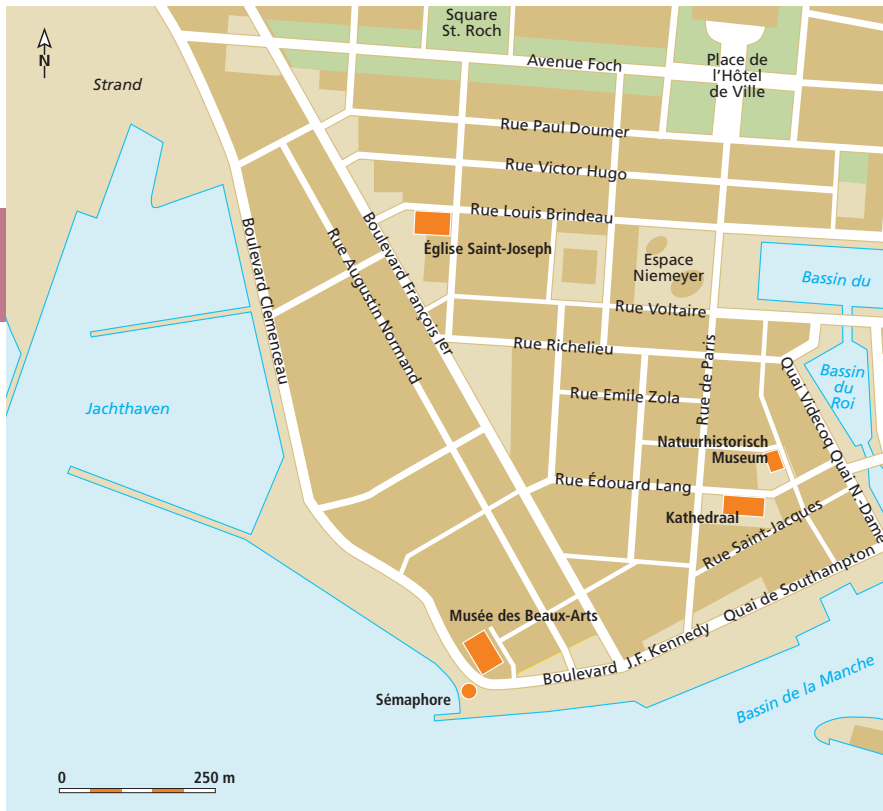 Square
St. Roch
N
Avenue Foch
Place de
l'Hôtel
de Ville
Strand
Rue Paul Doumer
Rue Victor Hugo
Rue Louis Brindeau
Église Saint-Joseph
Espace
Niemeyer
Bassin du
Boulevard Clemenceau
Rue Augustin Normand
Boulevard François Ier
Rue Voltaire
Rue Richelieu
Rue de Paris
Bassin
du
Roi
Jachthaven
Rue Emile Zola
Quai Videcoq
Quai N.-Dame
Natuurhistorisch
Museum
Rue Édouard Lang
Kathedraal
Rue Saint-Jacques
Musée des Beaux-Arts
Boulevard J.F. Kennedy
Quai de Southampton
Sémaphore
Bassin de la Manche
0 250 m